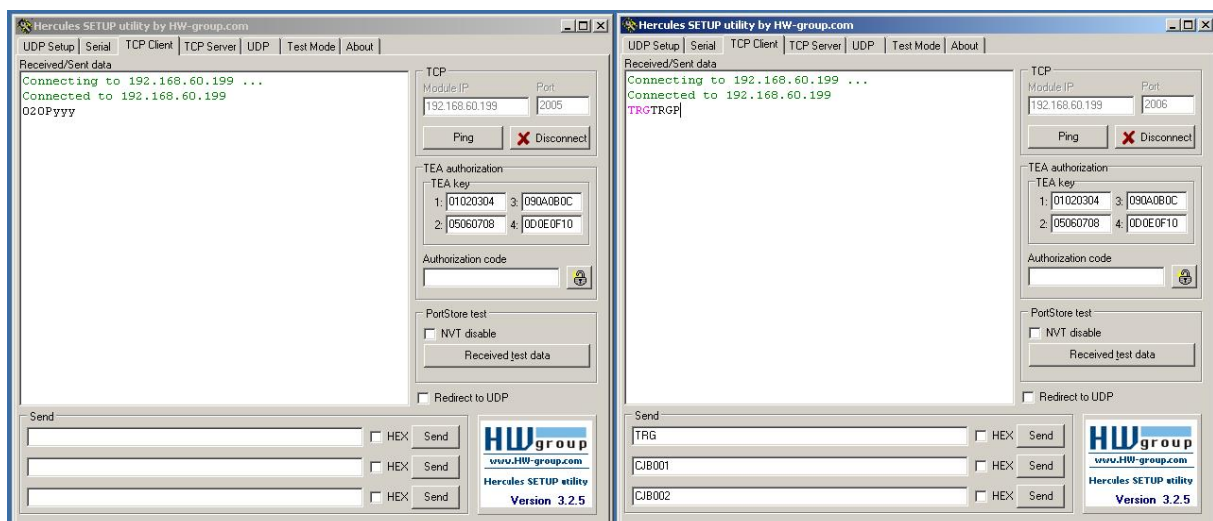 Hercules SETUP utility by HW-group.com
UDP Setup Serial TCP Client TCP Server UDP Test Mode About
Received/Sent data
Connecting to 192.168.60.199 ...
Connected to 192.168.60.199
020Pyyy
TCP
Module IP Port
192.168.60.199 2005
Ping Disconnect
TEA authorization
TEA key
1: 01020304 3: 090A0B0C
2: 05060708 4: 0D0E0F10
Authorization code
PortStore test
NVT disable
Received test data
Redirect to UDP
Send
HEX Send
HEX Send
HEX Send
HW group
www.HW-group.com
Hercules SETUP utility
Version 3.2.5
Hercules SETUP utility by HW-group.com
UDP Setup Serial TCP Client TCP Server UDP Test Mode About
Received/Sent data
Connecting to 192.168.60.199 ...
Connected to 192.168.60.199
TRGTRGP
TCP
Module IP Port
192.168.60.199 2006
Ping Disconnect
TEA authorization
TEA key
1: 01020304 3: 090A0B0C
2: 05060708 4: 0D0E0F10
Authorization code
PortStore test
NVT disable
Received test data
Redirect to UDP
Send
TRG HEX Send
CJB001 HEX Send
CJB002 HEX Send
HW group
www.HW-group.com
Hercules SETUP utility
Version 3.2.5